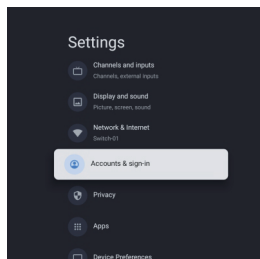 Settings
Channels and inputs
Channels, external inputs
Display and sound
Picture, screen, sound
Network & Internet
Switch-01
Accounts & sign-in
Privacy
Apps
Device Preferences